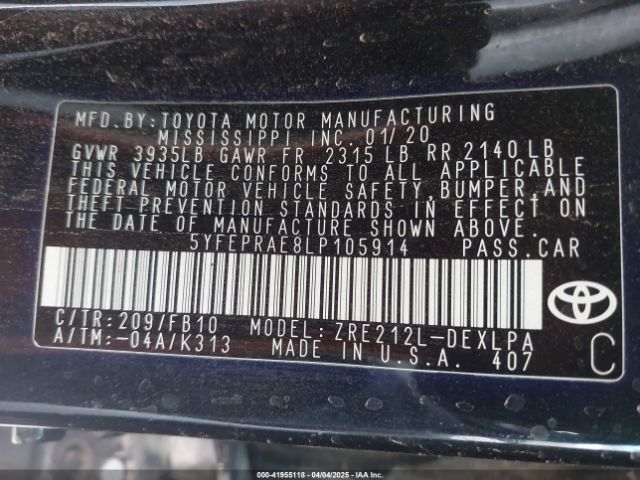 MFD.BY:TOYOTA MOTOR MANUFACTURING
MISSISSIPPI INC. 01/20
GVWR 3935LB GAWR FR 2315 LB RR 2140 LB
THIS VEHICLE CONFORMS TO ALL APPLICABLE
FEDERAL MOTOR VEHICLE SAFETY, BUMPER, AND
THEFT PREVENTION STANDARDS IN EFFECT ON
THE DATE OF MANUFACTURE SHOWN ABOVE.
5YFEPRAE8LP105914 PASS.CAR
C/TR:209/FB10 MODEL:ZRE212L-DEXLPA
A/TM:-04A/K313 MADE IN U.S.A. 407
C
000-41955118 - 04/04/2025 - IAAI.COM